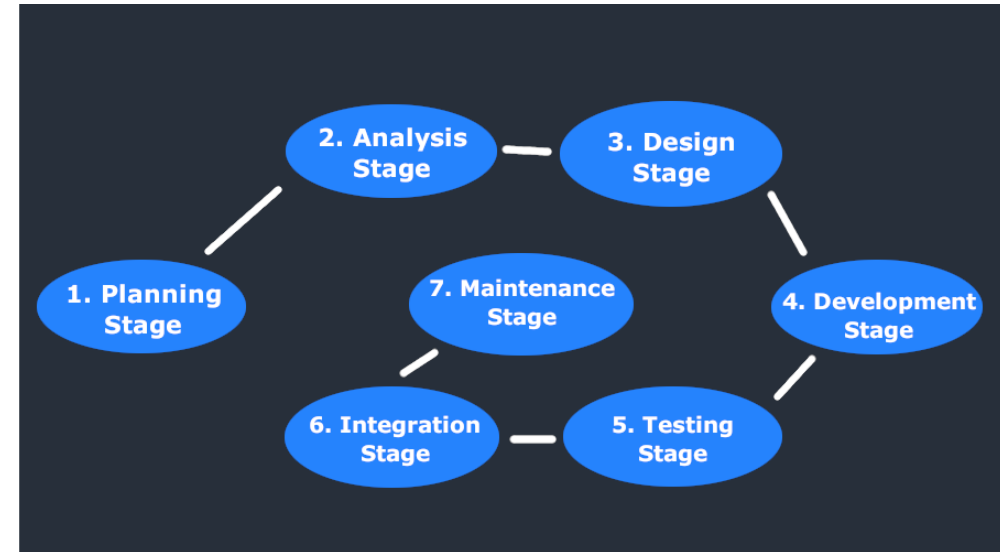 1. Planning
Stage
2. Analysis
Stage
3. Design
Stage
4. Development
Stage
5. Testing
Stage
6. Integration
Stage
7. Maintenance
Stage